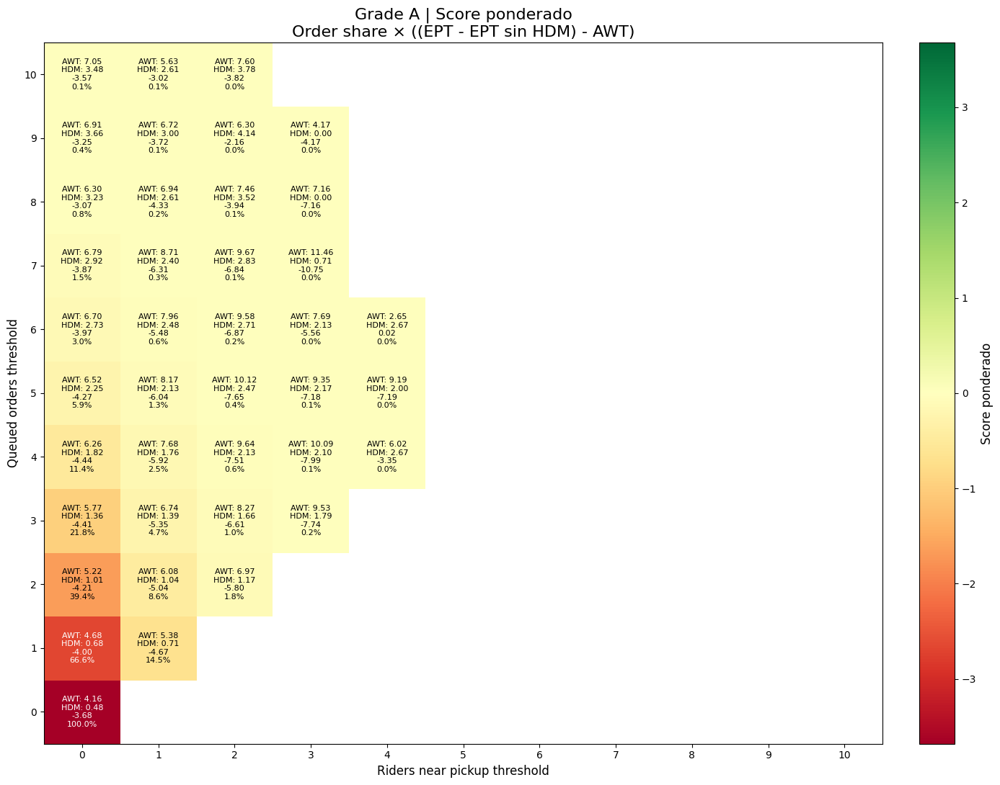 Grade A | Score ponderado
Order share × ((EPT - EPT sin HDM) - AWT)
Queued orders threshold
10
AWT: 7.05
HDM: 3.48
-3.57
0.1%
AWT: 5.63
HDM: 2.61
-3.02
0.1%
AWT: 7.60
HDM: 3.78
-3.82
0.0%
9
AWT: 6.91
HDM: 3.66
-3.25
0.4%
AWT: 6.72
HDM: 3.00
-3.72
0.1%
AWT: 6.30
HDM: 4.14
-2.16
0.0%
AWT: 4.17
HDM: 0.00
-4.17
0.0%
8
AWT: 6.30
HDM: 3.23
-3.07
0.8%
AWT: 6.94
HDM: 2.61
-4.33
0.2%
AWT: 7.46
HDM: 3.52
-3.94
0.1%
AWT: 7.16
HDM: 0.00
-7.16
0.0%
7
AWT: 6.79
HDM: 2.92
-3.87
1.5%
AWT: 8.71
HDM: 2.40
-6.31
0.3%
AWT: 9.67
HDM: 2.83
-6.84
0.1%
AWT: 11.46
HDM: 0.71
-10.75
0.0%
6
AWT: 6.70
HDM: 2.73
-3.97
3.0%
AWT: 7.96
HDM: 2.48
-5.48
0.6%
AWT: 9.58
HDM: 2.71
-6.87
0.2%
AWT: 7.69
HDM: 2.13
-5.56
0.0%
AWT: 2.65
HDM: 2.67
0.02
0.0%
5
AWT: 6.52
HDM: 2.25
-4.27
5.9%
AWT: 8.17
HDM: 2.13
-6.04
1.3%
AWT: 10.12
HDM: 2.47
-7.65
0.4%
AWT: 9.35
HDM: 2.17
-7.18
0.1%
AWT: 9.19
HDM: 2.00
-7.19
0.0%
4
AWT: 6.26
HDM: 1.82
-4.44
11.4%
AWT: 7.68
HDM: 1.76
-5.92
2.5%
AWT: 9.64
HDM: 2.13
-7.51
0.6%
AWT: 10.09
HDM: 2.10
-7.99
0.1%
AWT: 6.02
HDM: 2.67
-3.35
0.0%
3
AWT: 5.77
HDM: 1.36
-4.41
21.8%
AWT: 6.74
HDM: 1.39
-5.35
4.7%
AWT: 8.27
HDM: 1.66
-6.61
1.0%
AWT: 9.53
HDM: 1.79
-7.74
0.2%
2
AWT: 5.22
HDM: 1.01
-4.21
39.4%
AWT: 6.08
HDM: 1.04
-5.04
8.6%
AWT: 6.97
HDM: 1.17
-5.80
1.8%
1
AWT: 4.68
HDM: 0.68
-4.00
66.6%
AWT: 5.38
HDM: 0.71
-4.67
14.5%
0
AWT: 4.16
HDM: 0.48
-3.68
100.0%
0 1 2 3 4 5 6 7 8 9 10
Riders near pickup threshold
3
2
1
0
−1
−2
−3
Score ponderado